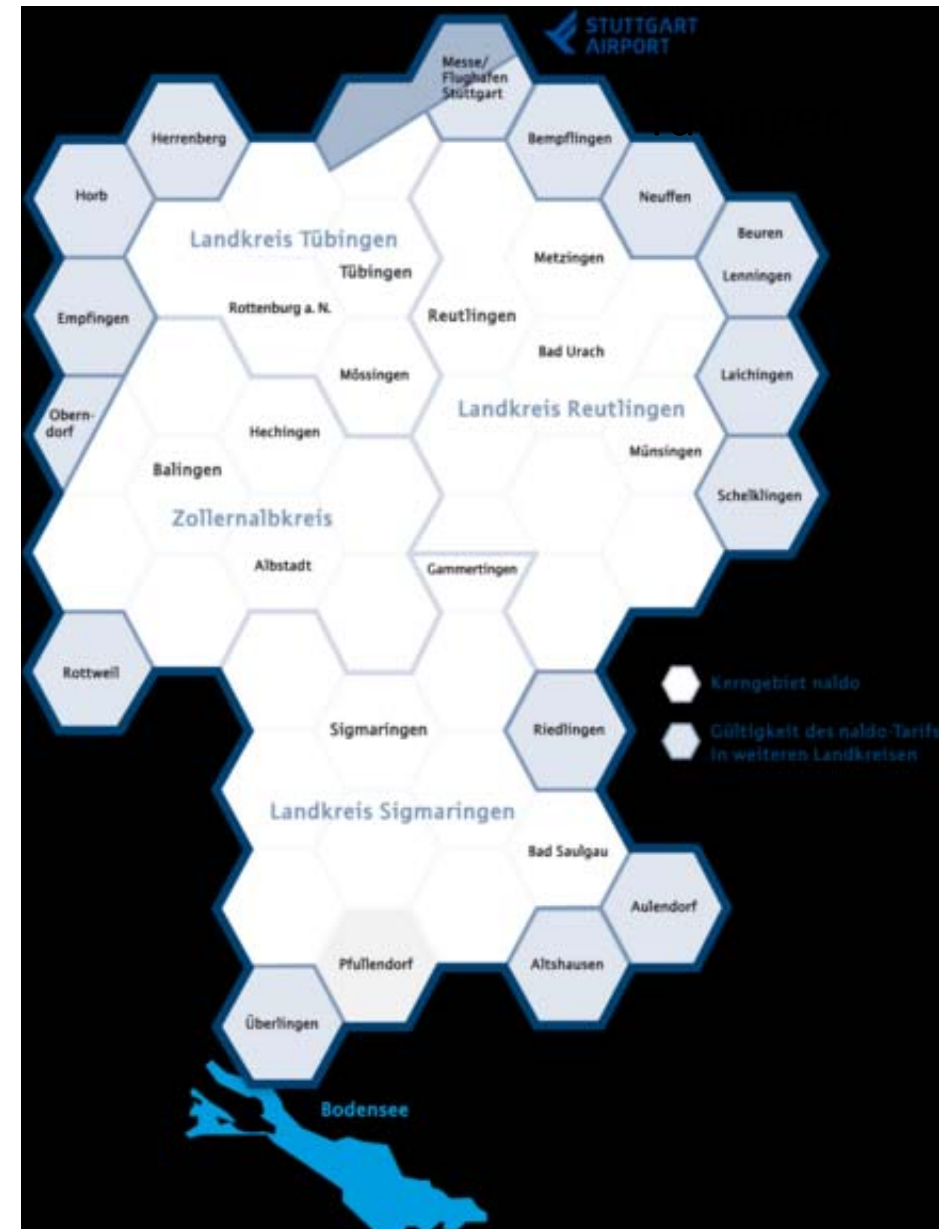 STUTTGART
AIRPORT
Messe/
Flughafen
Stuttgart
Herrenberg
Bempflingen
Horb
Neuffen
Beuren
Landkreis Tübingen
Metzingen
Tübingen
Lenningen
Rottenburg a. N.
Reutlingen
Empfingen
Bad Urach
Mössingen
Laichingen
Landkreis Reutlingen
Obern-
dorf
Hechingen
Münsingen
Balingen
Schelklingen
Zollernalbkreis
Albstadt
Gammertingen
Rottweil
Kerngebiet naldo
Sigmaringen
Riedlingen
Gültigkeit des naldo-Tarifs
in weiteren Landkreisen
Landkreis Sigmaringen
Bad Saulgau
Aulendorf
Pfullendorf
Altshausen
Überlingen
Bodensee